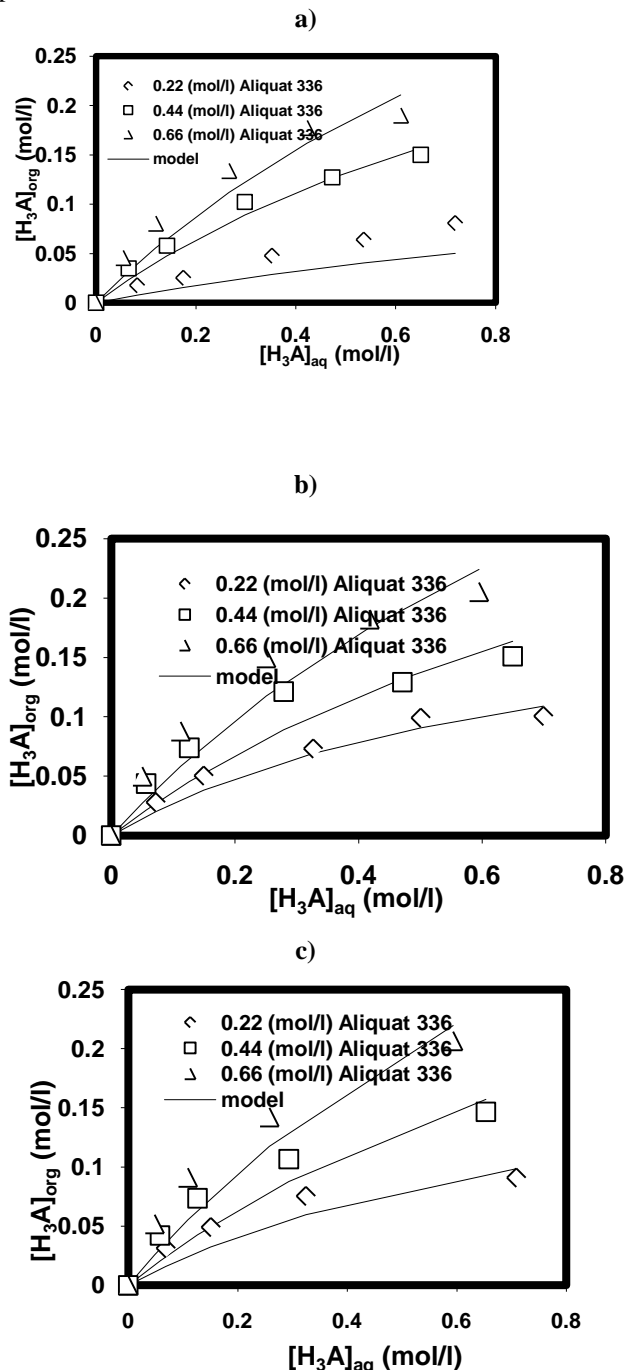 a)
0.25
0.22 (mol/l) Aliquat 336
0.2
0.44 (mol/l) Aliquat 336
0.66 (mol/l) Aliquat 336
0.15
model
[H₃A]org (mol/l)
0.1
0.05
0
0 0.2 0.4 0.6 0.8
[H₃A]aq (mol/l)
b)
0.25
0.22 (mol/l) Aliquat 336
0.2
0.44 (mol/l) Aliquat 336
0.66 (mol/l) Aliquat 336
0.15
model
[H₃A]org (mol/l)
0.1
0.05
0
0 0.2 0.4 0.6 0.8
[H₃A]aq (mol/l)
c)
0.25
0.22 (mol/l) Aliquat 336
0.44 (mol/l) Aliquat 336
0.2
0.66 (mol/l) Aliquat 336
model
0.15
[H₃A]org (mol/l)
0.1
0.05
0
0 0.2 0.4 0.6 0.8
[H₃A]aq (mol/l)